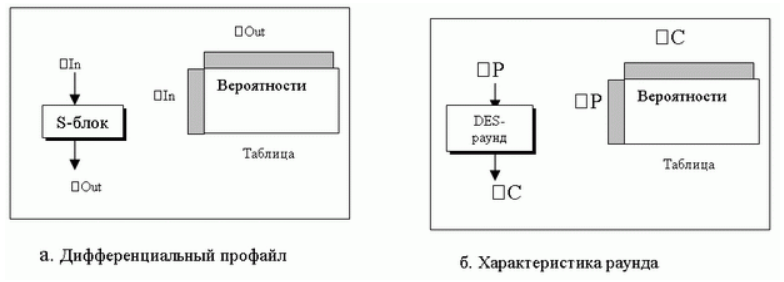 □Out
□In
□In
Вероятности
S-блок
Таблица
□Out
а. Дифференциальный профайл
□C
□P
□P
Вероятности
DES-
раунд
Таблица
□C
б. Характеристика раунда